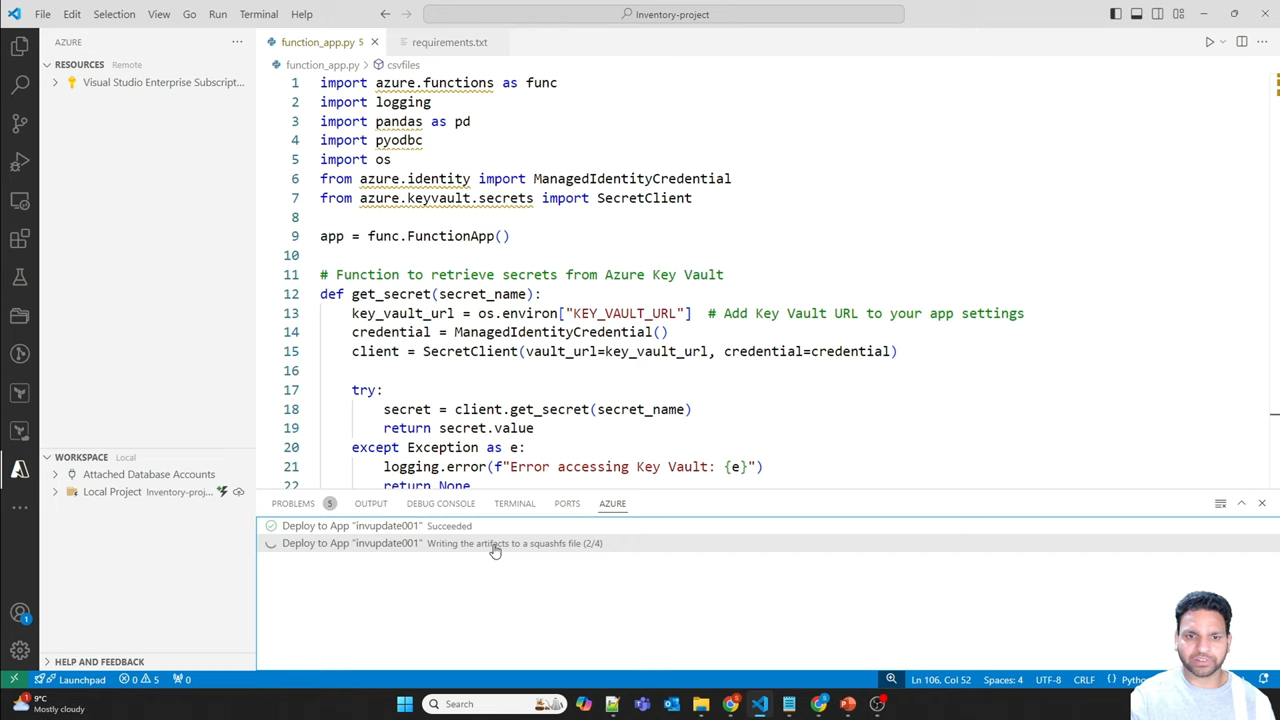 File Edit Selection View Go Run Terminal Help
Inventory-project
AZURE
RESOURCES Remote
Visual Studio Enterprise Subscript...
function_app.py 5
requirements.txt
function_app.py > csvfiles
1 import azure.functions as func
2 import logging
3 import pandas as pd
4 import pyodbc
5 import os
6 from azure.identity import ManagedIdentityCredential
7 from azure.keyvault.secrets import SecretClient
8
9 app = func.FunctionApp()
10
11 # Function to retrieve secrets from Azure Key Vault
12 def get_secret(secret_name):
13 key_vault_url = os.environ["KEY_VAULT_URL"] # Add Key Vault URL to your app settings
14 credential = ManagedIdentityCredential()
15 client = SecretClient(vault_url=key_vault_url, credential=credential)
16
17 try:
18 secret = client.get_secret(secret_name)
19 return secret.value
20 except Exception as e:
21 logging.error(f"Error accessing Key Vault: {e}")
22 return None
WORKSPACE Local
Attached Database Accounts
Local Project Inventory-proj...
HELP AND FEEDBACK
PROBLEMS 5 OUTPUT DEBUG CONSOLE TERMINAL PORTS AZURE
Deploy to App "invupdate001" Succeeded
Deploy to App "invupdate001" Writing the artifacts to a squashfs file (2/4)
1
Launchpad 0 5 0
Ln 106, Col 52 Spaces: 4 UTF-8 CRLF
1
9°C
Mostly cloudy
Search